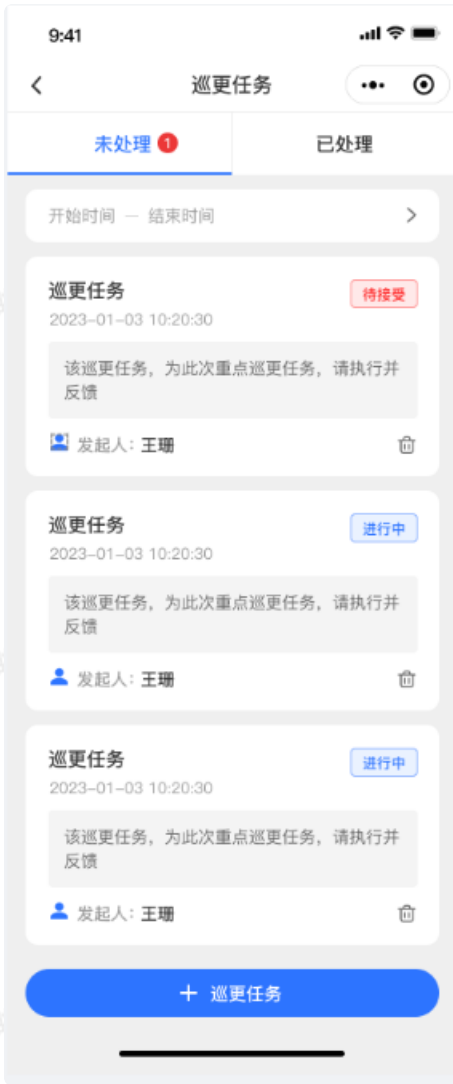 9:41
巡更任务
未处理 1
已处理
开始时间 — 结束时间
巡更任务
待接受
2023-01-03 10:20:30
该巡更任务，为此次重点巡更任务，请执行并
反馈
发起人：王珊
巡更任务
进行中
2023-01-03 10:20:30
该巡更任务，为此次重点巡更任务，请执行并
反馈
发起人：王珊
巡更任务
进行中
2023-01-03 10:20:30
该巡更任务，为此次重点巡更任务，请执行并
反馈
发起人：王珊
+ 巡更任务